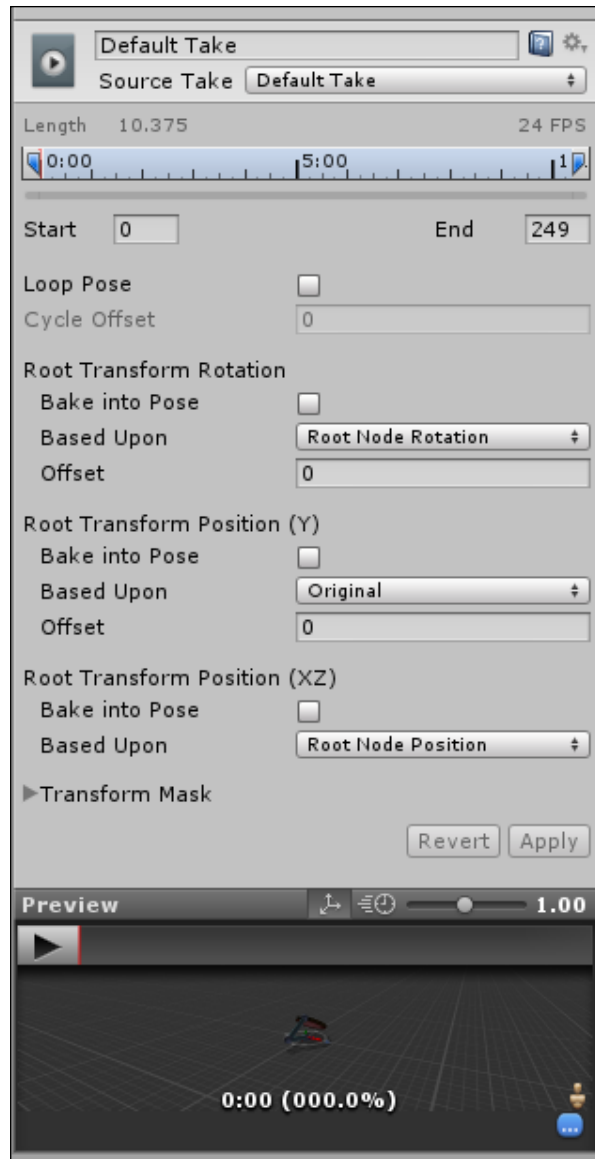 Default Take
Source Take Default Take
Length 10.375 24 FPS
0:00 5:00 1
Start 0 End 249
Loop Pose
Cycle Offset 0
Root Transform Rotation
Bake into Pose
Based Upon Root Node Rotation
Offset 0
Root Transform Position (Y)
Bake into Pose
Based Upon Original
Offset 0
Root Transform Position (XZ)
Bake into Pose
Based Upon Root Node Position
Transform Mask
Revert Apply
Preview 1.00
0:00 (000.0%)